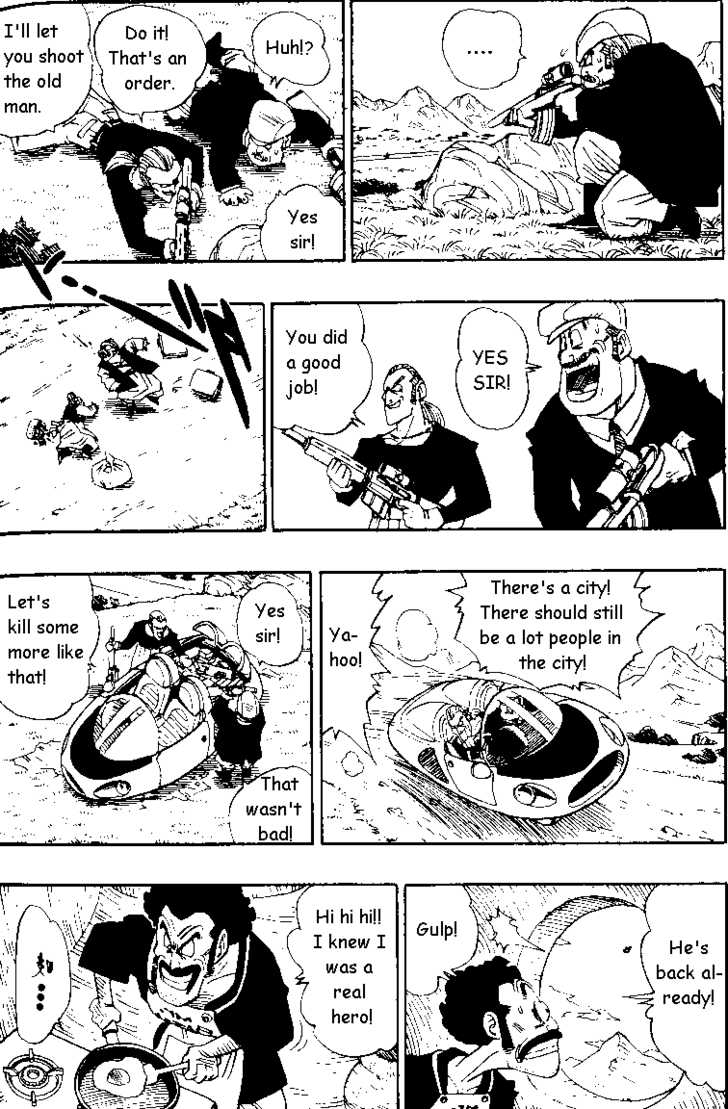 I'll let
you shoot
the old
man.
Do it!
That's an
order.
Huh!?
Yes
sir!
....
You did
a good
job!
YES
SIR!
Let's
kill some
more like
that!
Yes
sir!
That
wasn't
bad!
Ya-
hoo!
There's a city!
There should still
be a lot people in
the city!
Hi hi hi!!
I knew I
was a
real
hero!
Gulp!
He's
back al-
ready!